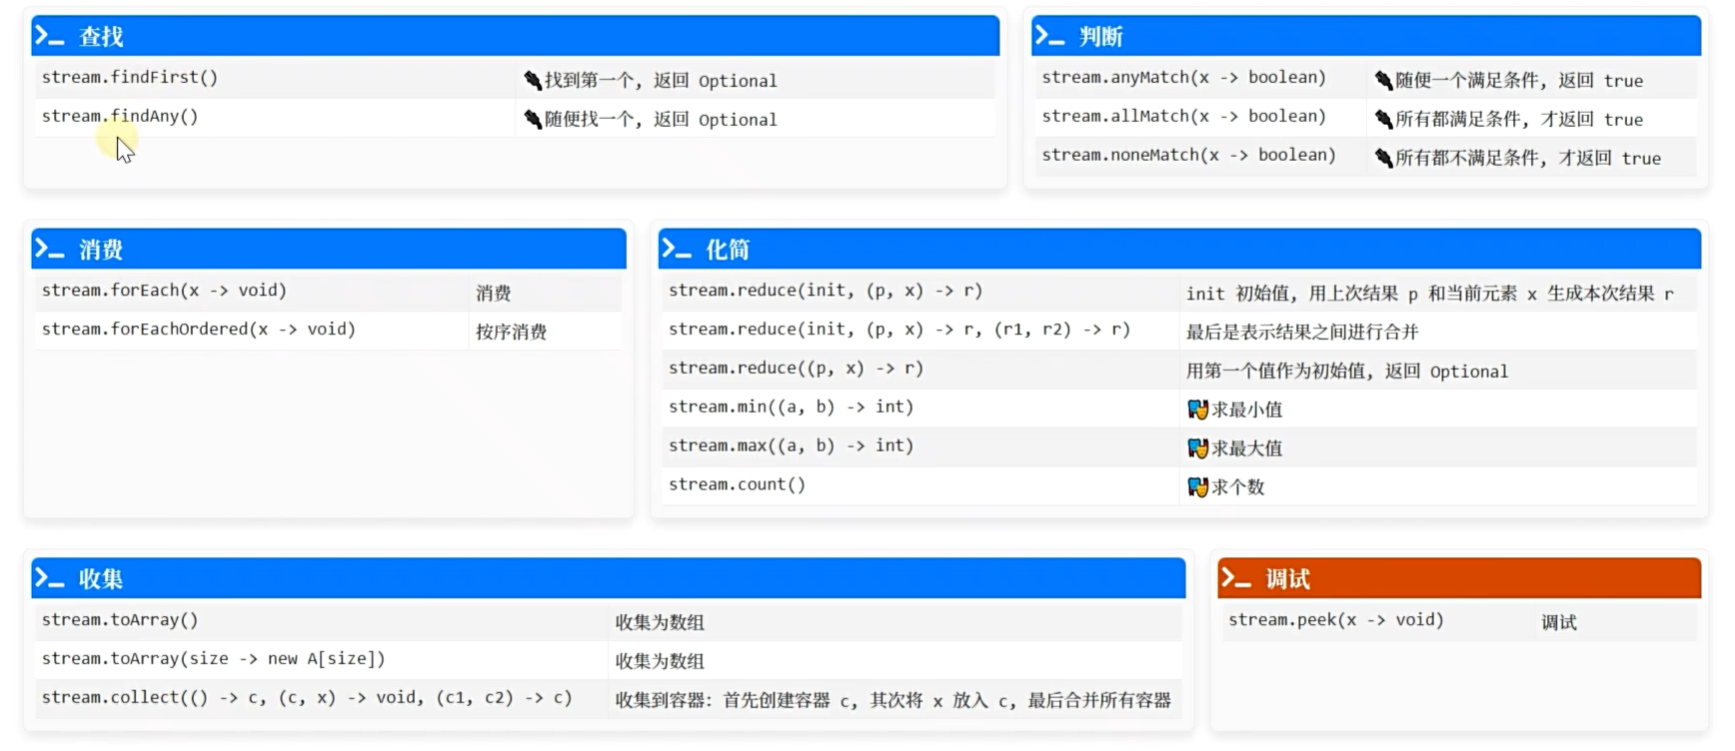 查找
stream.findFirst() 找到第一个，返回 Optional
stream.findAny() 随便找一个，返回 Optional
判断
stream.anyMatch(x -> boolean) 随便一个满足条件，返回 true
stream.allMatch(x -> boolean) 所有都满足条件，才返回 true
stream.noneMatch(x -> boolean) 所有都不满足条件，才返回 true
消费
stream.forEach(x -> void) 消费
stream.forEachOrdered(x -> void) 按序消费
化简
stream.reduce(init, (p, x) -> r) init 初始值，用上次结果 p 和当前元素 x 生成本次结果 r
stream.reduce(init, (p, x) -> r, (r1, r2) -> r) 最后是表示结果之间进行合并
stream.reduce((p, x) -> r) 用第一个值作为初始值，返回 Optional
stream.min((a, b) -> int) 求最小值
stream.max((a, b) -> int) 求最大值
stream.count() 求个数
收集
stream.toArray() 收集为数组
stream.toArray(size -> new A[size]) 收集为数组
stream.collect(() -> c, (c, x) -> void, (c1, c2) -> c) 收集到容器：首先创建容器 c，其次将 x 放入 c，最后合并所有容器
调试
stream.peek(x -> void) 调试